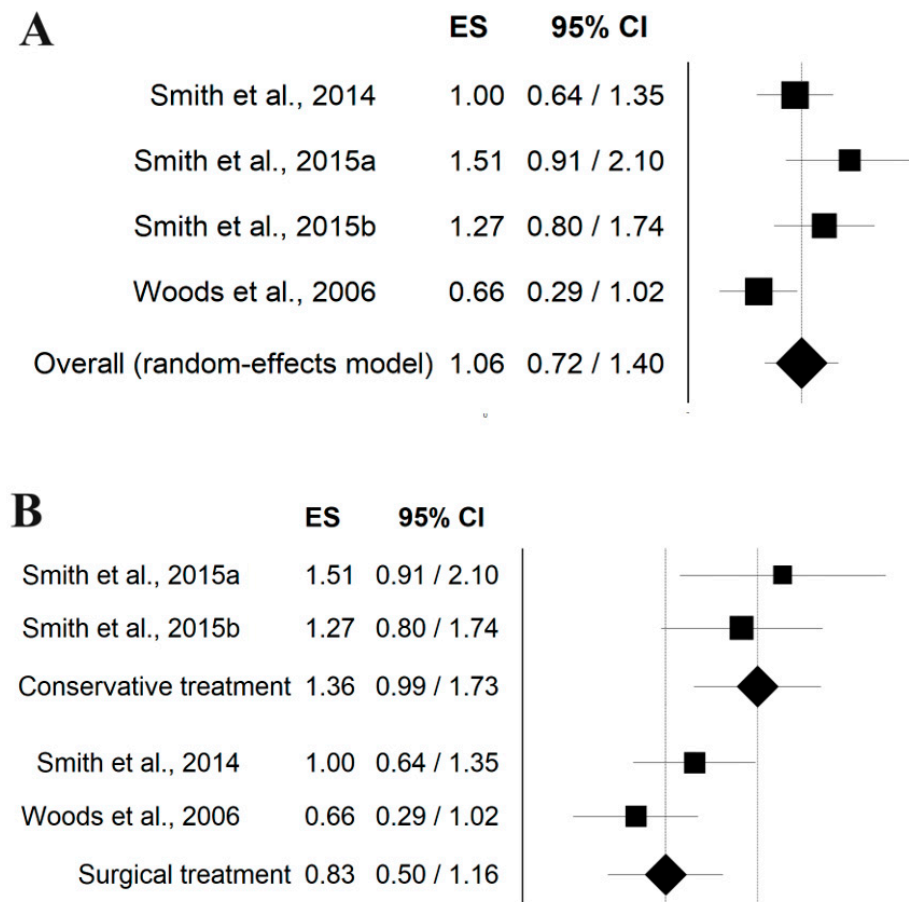 A
ES 95% CI
Smith et al., 2014 1.00 0.64 / 1.35
Smith et al., 2015a 1.51 0.91 / 2.10
Smith et al., 2015b 1.27 0.80 / 1.74
Woods et al., 2006 0.66 0.29 / 1.02
Overall (random-effects model) 1.06 0.72 / 1.40
B
ES 95% CI
Smith et al., 2015a 1.51 0.91 / 2.10
Smith et al., 2015b 1.27 0.80 / 1.74
Conservative treatment 1.36 0.99 / 1.73
Smith et al., 2014 1.00 0.64 / 1.35
Woods et al., 2006 0.66 0.29 / 1.02
Surgical treatment 0.83 0.50 / 1.16